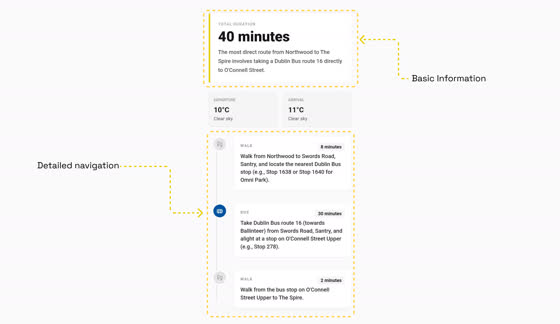 TOTAL DURATION
40 minutes
The most direct route from Northwood to The
Spire involves taking a Dublin Bus route 16 directly
to O'Connell Street.
Basic Information
DEPARTURE
10°C
Clear sky
ARRIVAL
11°C
Clear sky
Detailed navigation
WALK
8 minutes
Walk from Northwood to Swords Road,
Santry, and locate the nearest Dublin Bus
stop (e.g., Stop 1638 or Stop 1640 for
Omni Park).
BUS
30 minutes
Take Dublin Bus route 16 (towards
Ballinteer) from Swords Road, Santry, and
alight at a stop on O'Connell Street Upper
(e.g., Stop 278).
WALK
2 minutes
Walk from the bus stop on O'Connell
Street Upper to The Spire.